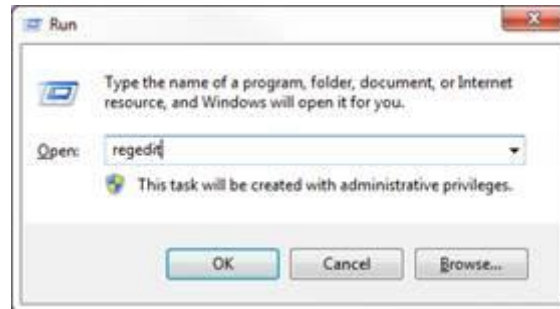 Run
Type the name of a program, folder, document, or Internet
resource, and Windows will open it for you.
Open: regedit
This task will be created with administrative privileges.
OK Cancel Browse...